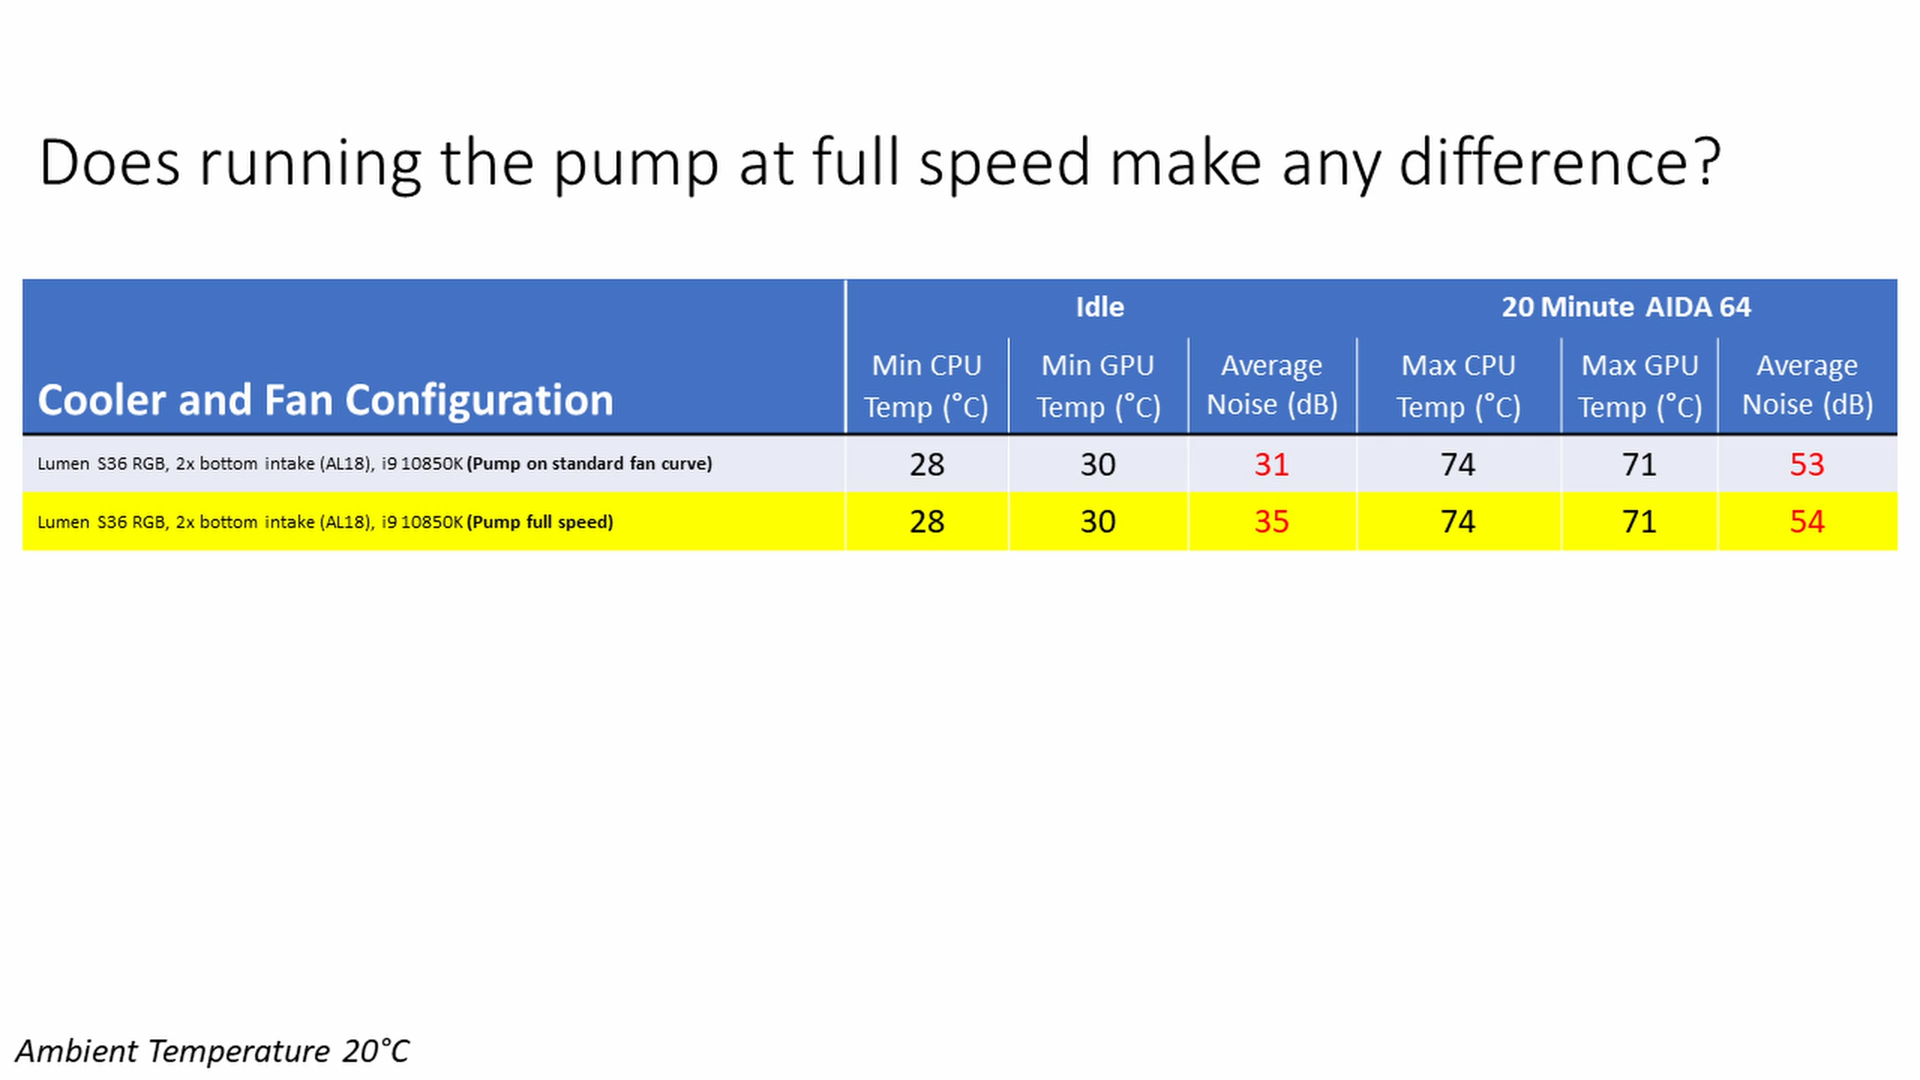 Does running the pump at full speed make any difference?
Idle 20 Minute AIDA 64
Cooler and Fan Configuration
Min CPU Temp (°C) Min GPU Temp (°C) Average Noise (dB) Max CPU Temp (°C) Max GPU Temp (°C) Average Noise (dB)
Lumen S36 RGB, 2x bottom intake (AL18), i9 10850K (Pump on standard fan curve) 28 30 31 74 71 53
Lumen S36 RGB, 2x bottom intake (AL18), i9 10850K (Pump full speed) 28 30 35 74 71 54
Ambient Temperature 20°C